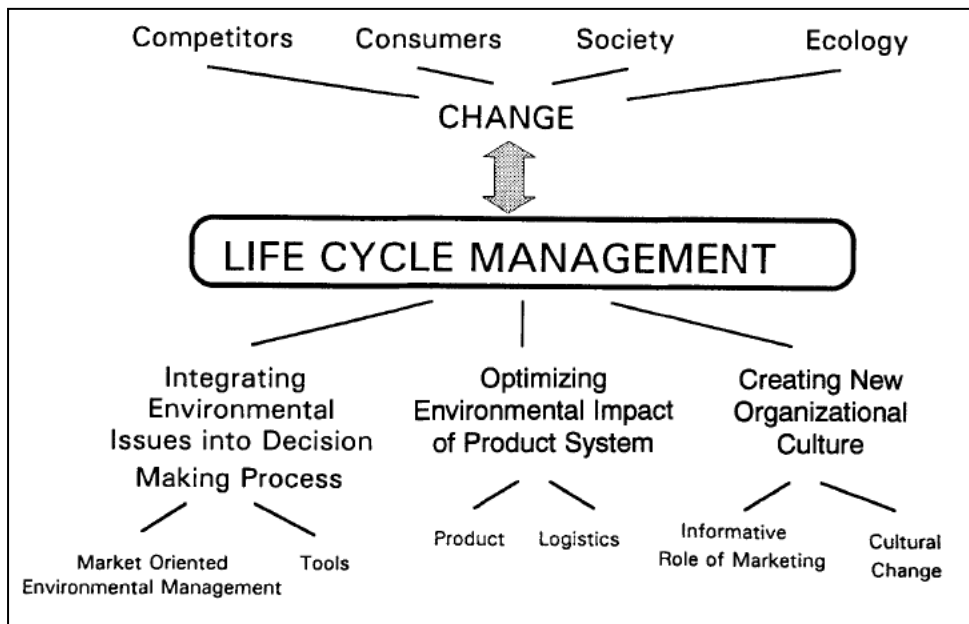 Competitors Consumers Society Ecology
CHANGE
LIFE CYCLE MANAGEMENT
Integrating
Environmental
Issues into Decision
Making Process
Optimizing
Environmental Impact
of Product System
Creating New
Organizational
Culture
Market Oriented
Environmental Management
Tools
Product
Logistics
Informative
Role of Marketing
Cultural
Change